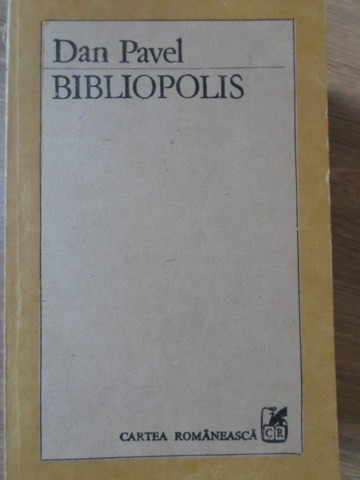 Dan Pavel
BIBLIOPOLIS
CARTEA ROMÂNEASCĂ
CR